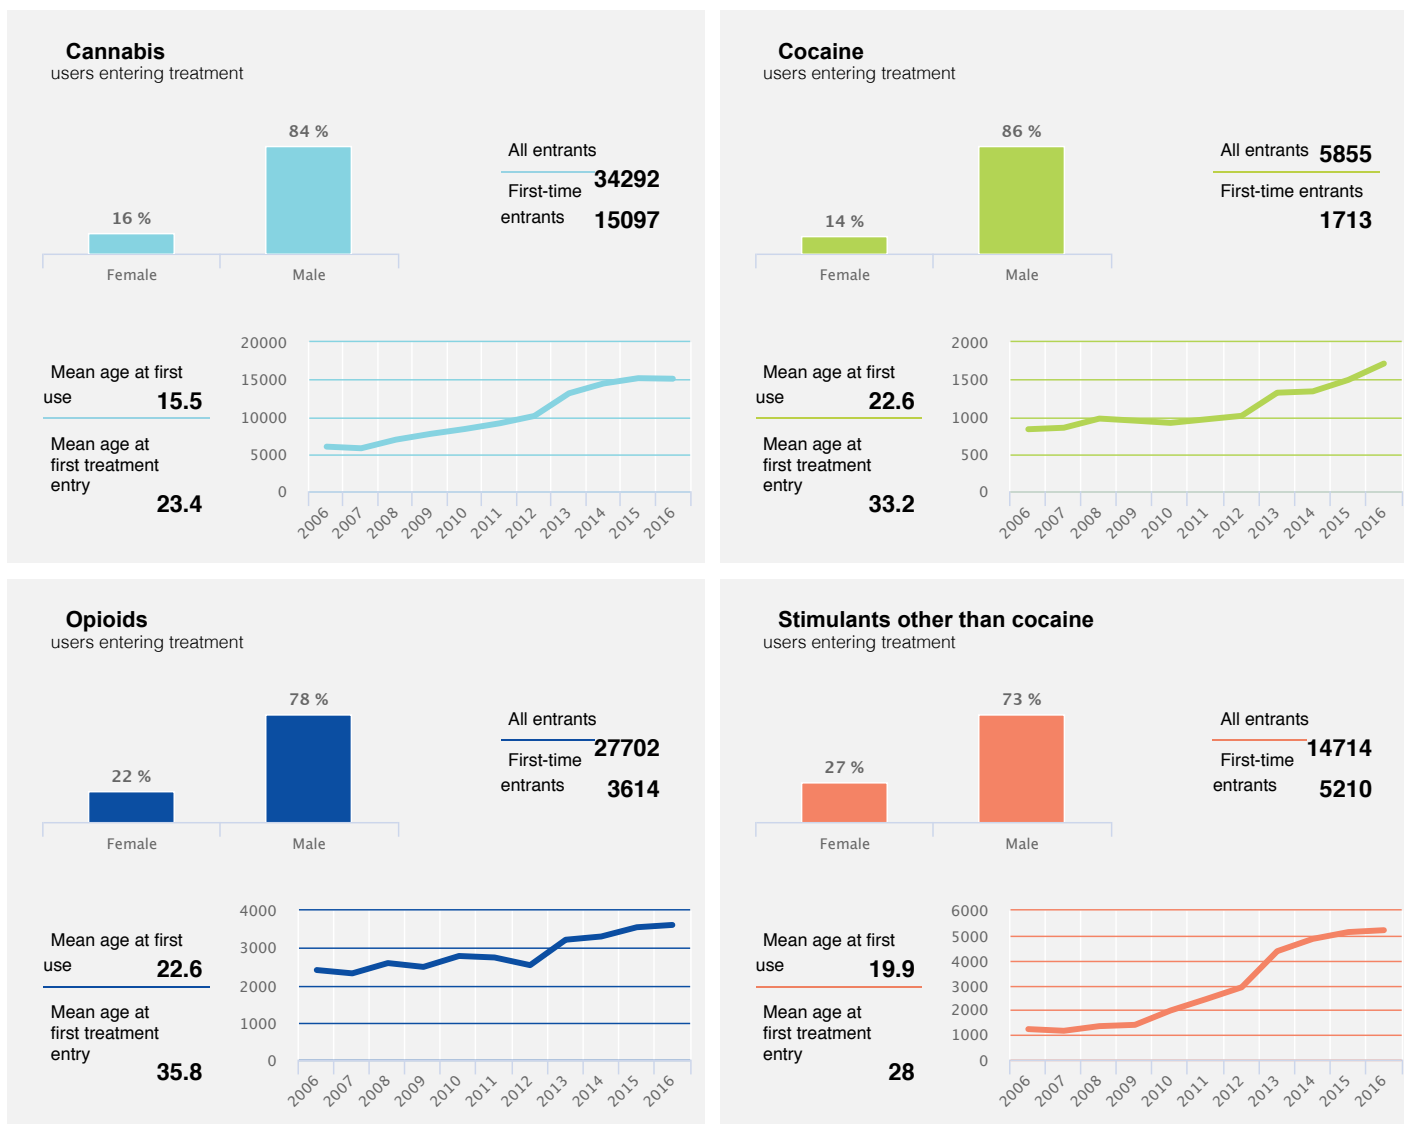 Cannabis
users entering treatment
84 %
16 %
Female
Male
All entrants
34292
First-time
entrants 15097
Mean age at first
use 15.5
Mean age at
first treatment
entry
23.4
20000
15000
10000
5000
0
2006 2007 2008 2009 2010 2011 2012 2013 2014 2015 2016
Cocaine
users entering treatment
86 %
14 %
Female
Male
All entrants 5855
First-time entrants
1713
Mean age at first
use 22.6
Mean age at
first treatment
entry
33.2
2000
1500
1000
500
0
2006 2007 2008 2009 2010 2011 2012 2013 2014 2015 2016
Opioids
users entering treatment
78 %
22 %
Female
Male
All entrants
27702
First-time
entrants 3614
Mean age at first
use 22.6
Mean age at
first treatment
entry
35.8
4000
3000
2000
1000
0
2006 2007 2008 2009 2010 2011 2012 2013 2014 2015 2016
Stimulants other than cocaine
users entering treatment
73 %
27 %
Female
Male
All entrants
14714
First-time
entrants 5210
Mean age at first
use 19.9
Mean age at
first treatment
entry
28
6000
5000
4000
3000
2000
1000
0
2006 2007 2008 2009 2010 2011 2012 2013 2014 2015 2016